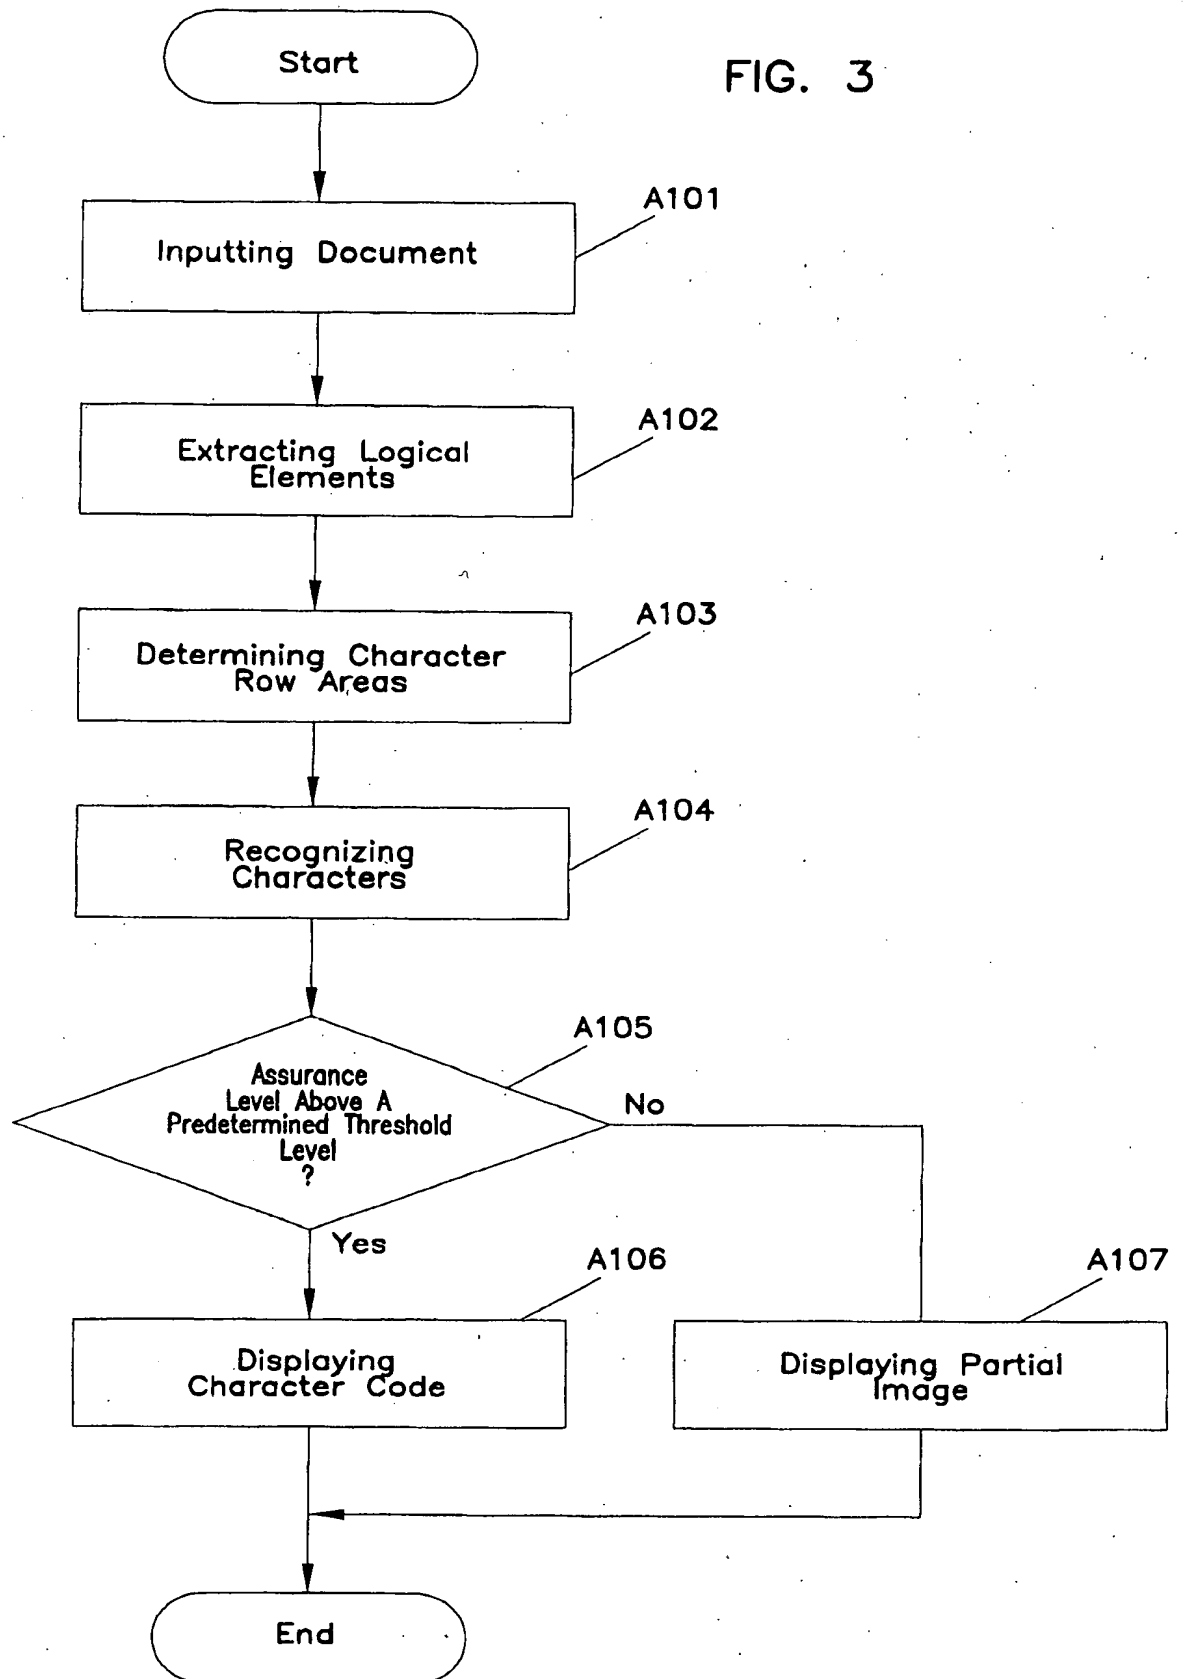 Start
FIG. 3
A101
Inputting Document
A102
Extracting Logical
Elements
A103
Determining Character
Row Areas
A104
Recognizing
Characters
A105
Assurance
Level Above A
Predetermined Threshold
Level
?
No
Yes
A106
A107
Displaying
Character Code
Displaying Partial
Image
End